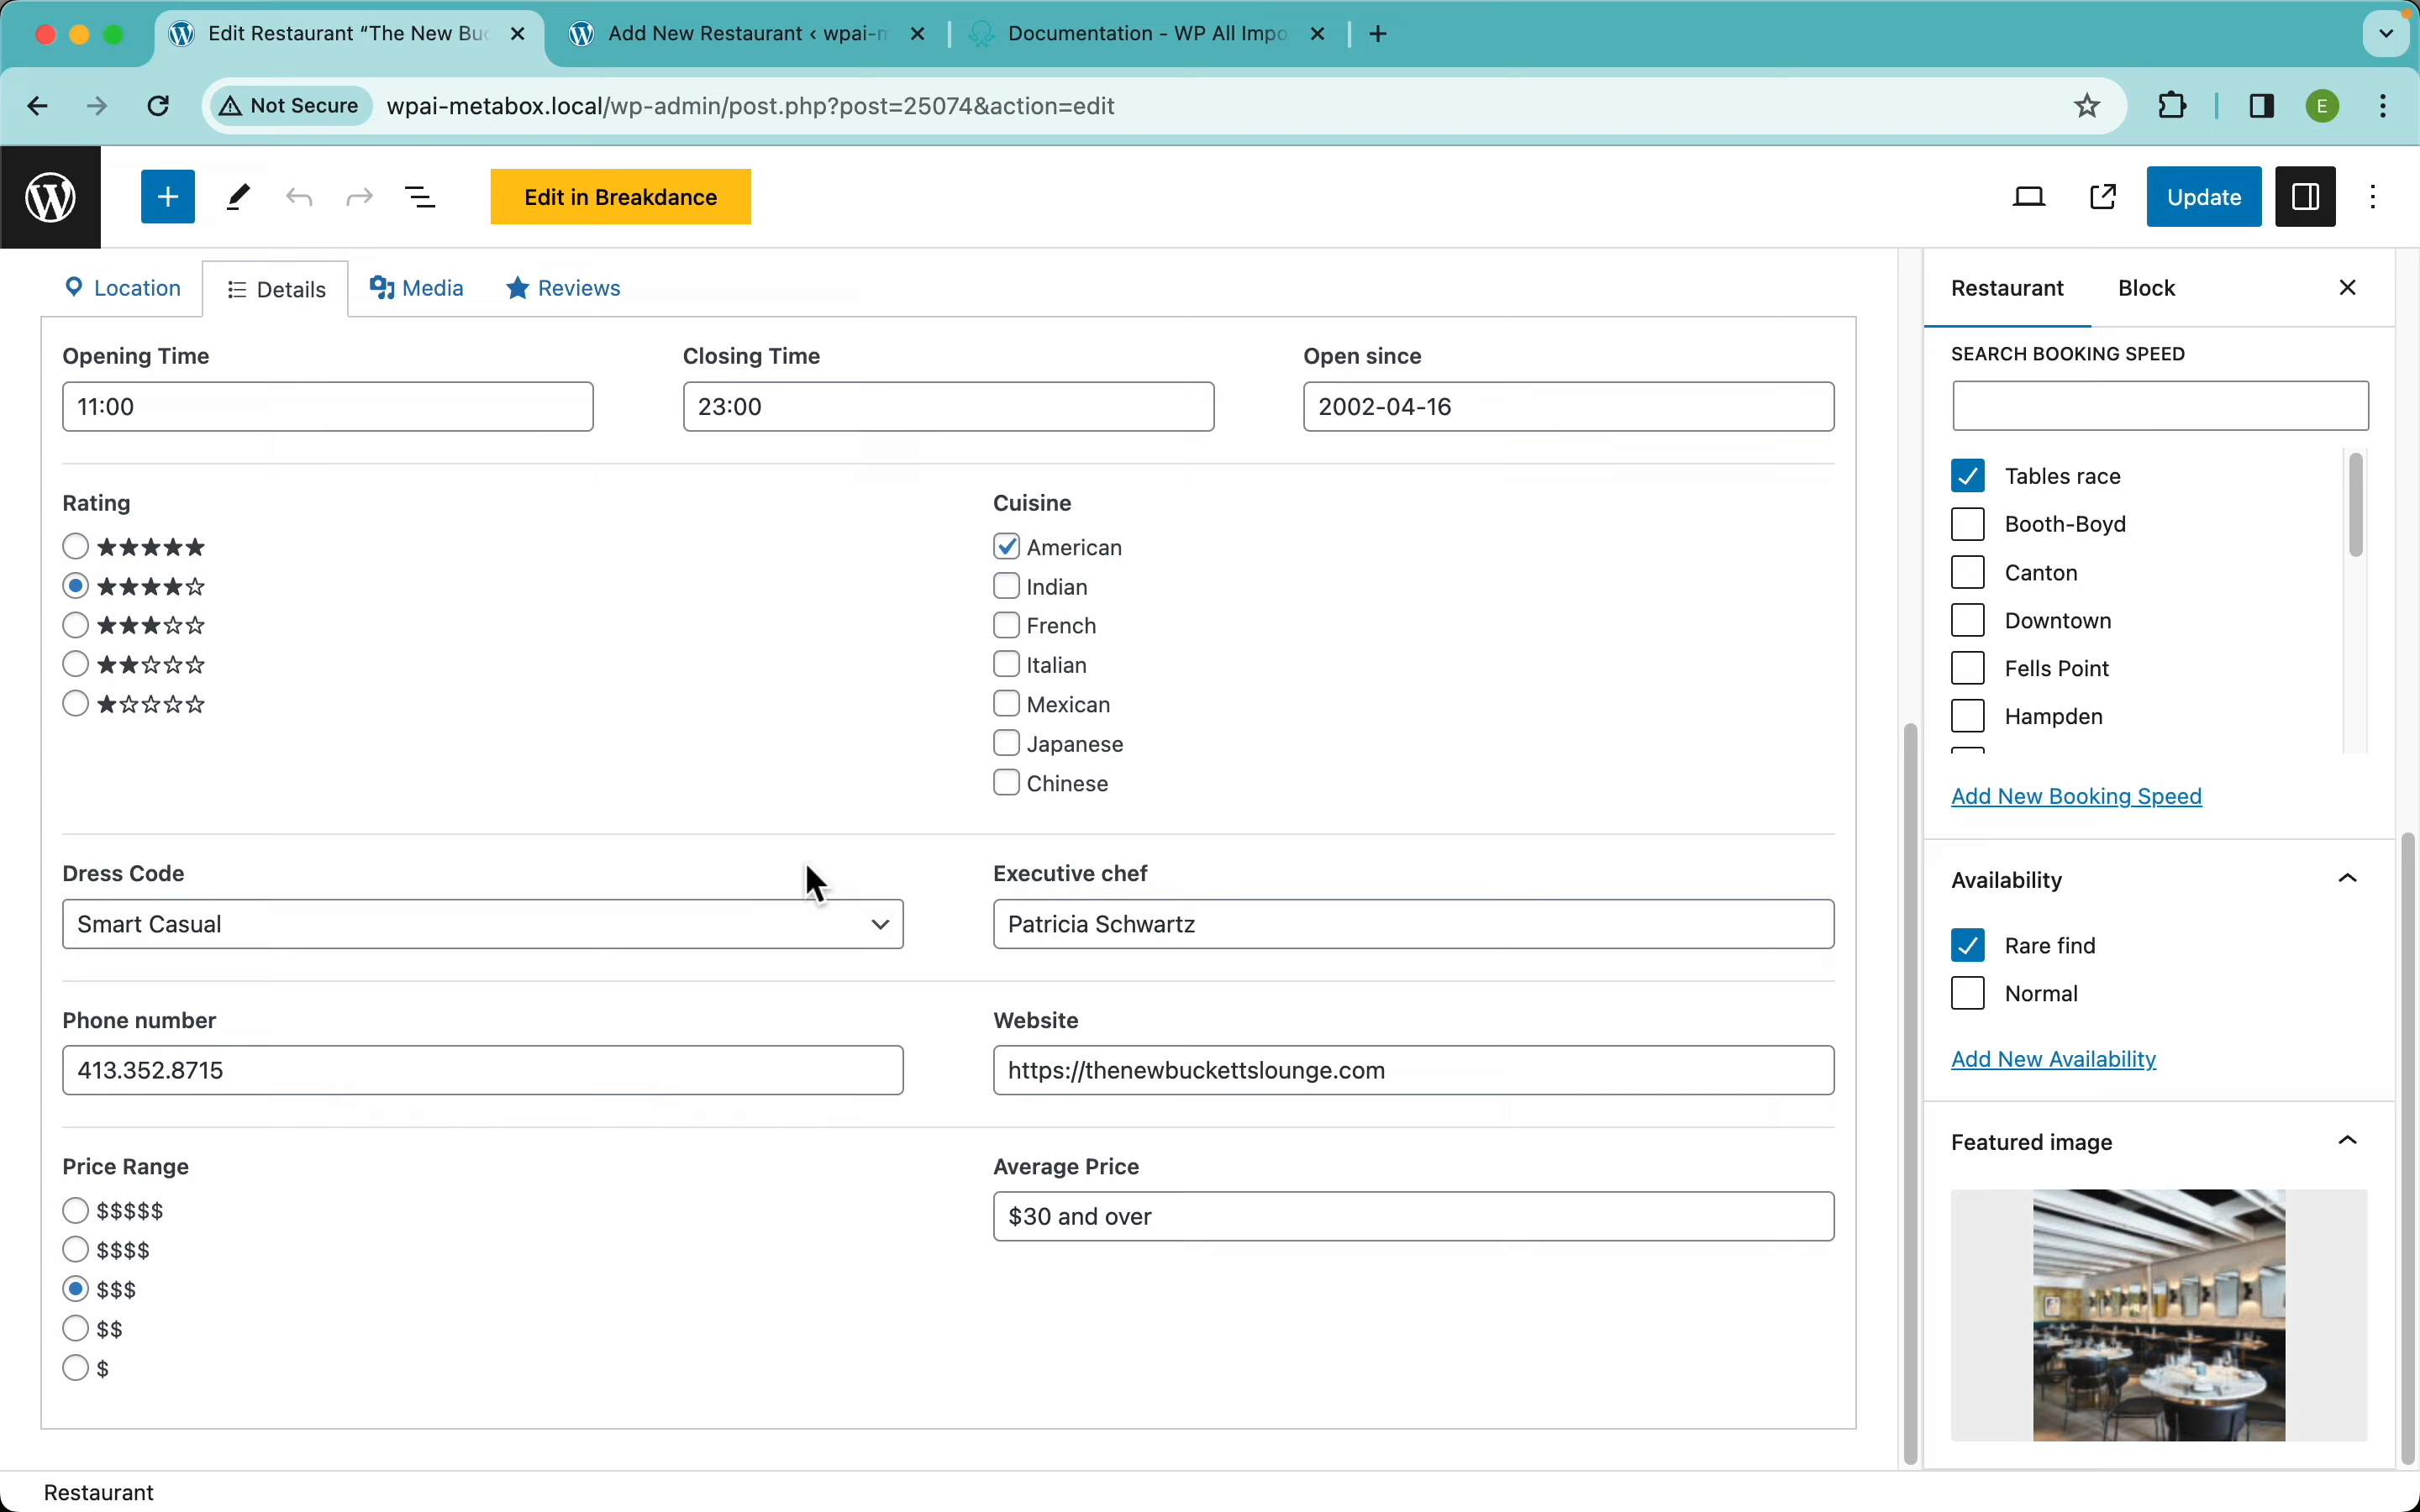 Edit Restaurant “The New Buc
Add New Restaurant ‹ wpai-m
Documentation - WP All Impo
Not Secure
wpai-metabox.local/wp-admin/post.php?post=25074&action=edit
E
Edit in Breakdance
Update
Location
Details
Media
Reviews
Opening Time
Closing Time
Open since
11:00
23:00
2002-04-16
Rating
★★★★★
★★★★☆
★★★☆☆
★★☆☆☆
★☆☆☆☆
Cuisine
American
Indian
French
Italian
Mexican
Japanese
Chinese
Dress Code
Executive chef
Smart Casual
Patricia Schwartz
Phone number
Website
413.352.8715
https://thenewbuckettslounge.com
Price Range
Average Price
$$$$$
$$$$
$$$
$$
$
$30 and over
Restaurant
Block
SEARCH BOOKING SPEED
Tables race
Booth-Boyd
Canton
Downtown
Fells Point
Hampden
Add New Booking Speed
Availability
Rare find
Normal
Add New Availability
Featured image
Restaurant